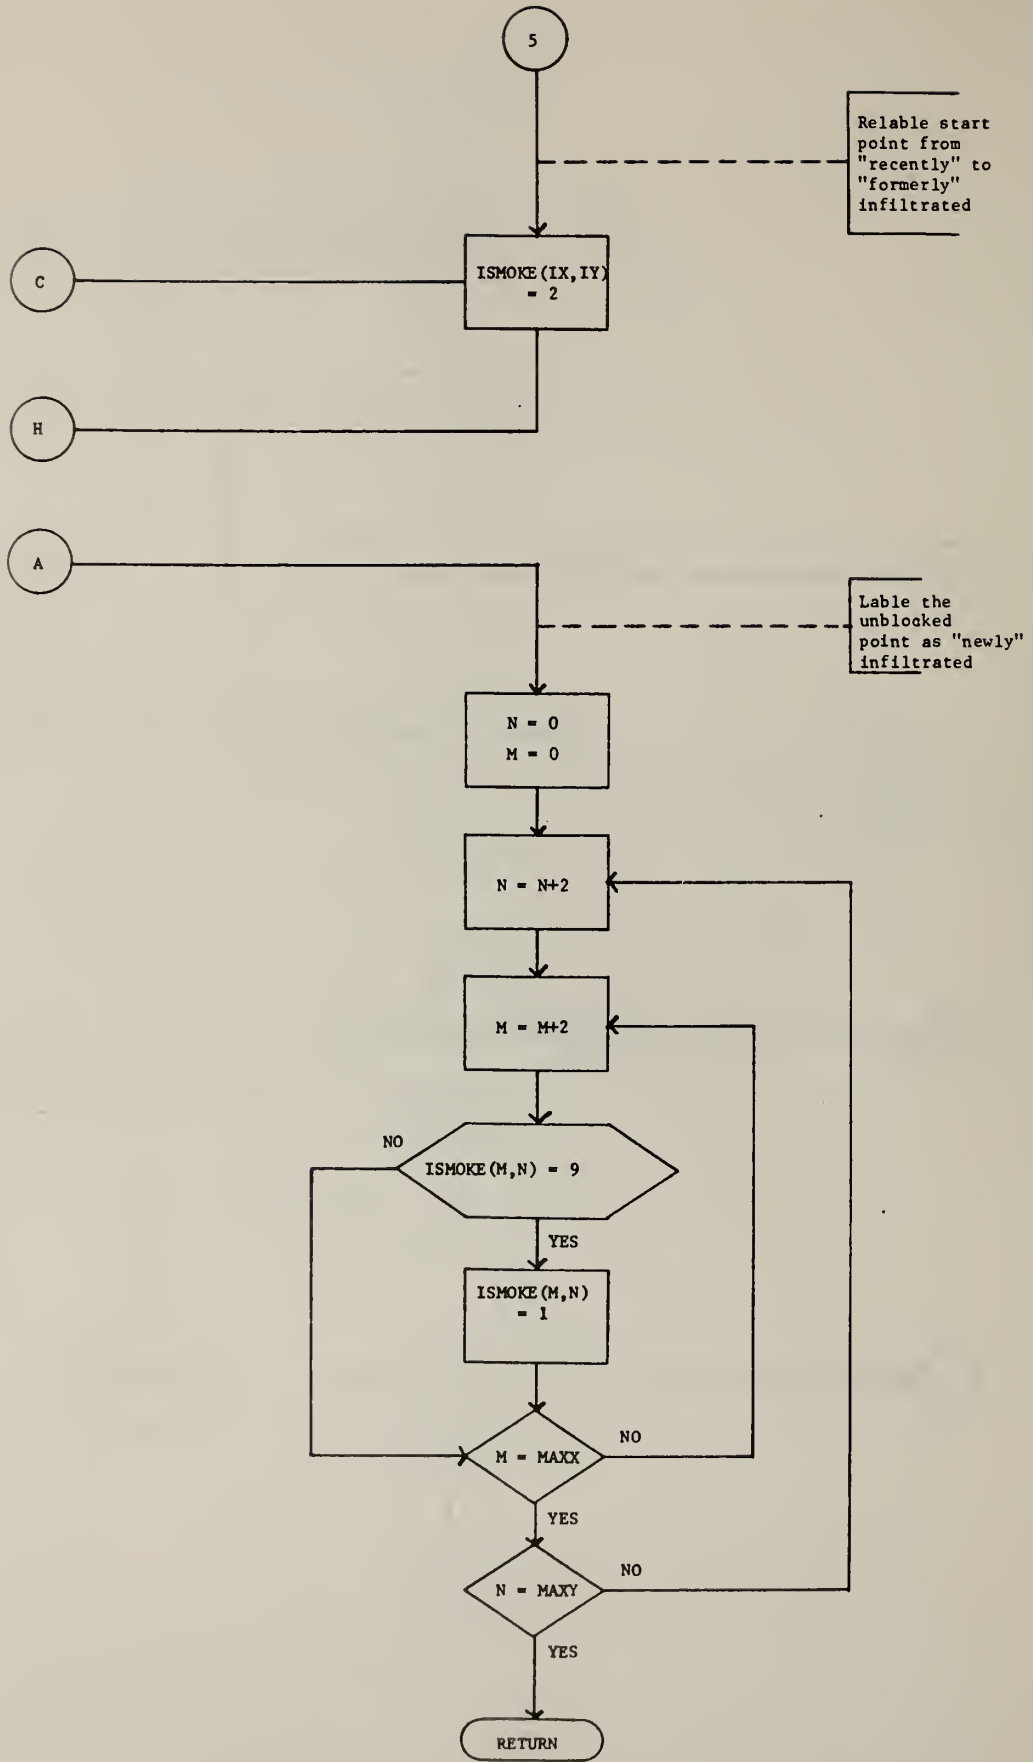 5
Relable start
point from
"recently" to
"formerly"
infiltrated
C
ISMOKE(IX,IY)
= 2
H
A
Lable the
unblocked
point as "newly"
infiltrated
N = 0
M = 0
N = N+2
M = M+2
NO
ISMOKE(M,N) = 9
YES
ISMOKE(M,N)
= 1
M = MAXX
NO
YES
N = MAXY
NO
YES
RETURN